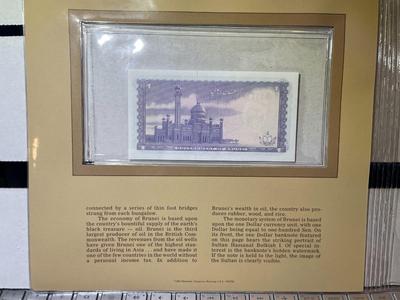 GOVERNMENT OF BRUNEI
connected by a series of thin foot bridges
strung from each bungalow.
The economy of Brunei is based upon
the country's bountiful supply of the earth's
black treasure — oil. Brunei is the third
largest producer of oil in the British Com-
monwealth. The revenues from the oil wells
have given Brunei one of the highest stan-
dards of living in Asia . . . and have made it
one of the few countries in the world without
a personal income tax. In addition to
Brunei's wealth in oil, the country also pro-
duces rubber, wood, and rice.
The monetary system of Brunei is based
upon the one Dollar currency unit, with one
Dollar being equal to one hundred Sen. On
its front, the one Dollar banknote featured
on this page bears the striking portrait of
Sultan Hassanal Bolkiah I. Of special in-
terest is the banknote's hidden watermark.
If the note is held to the light, the image of
the Sultan is clearly visible.